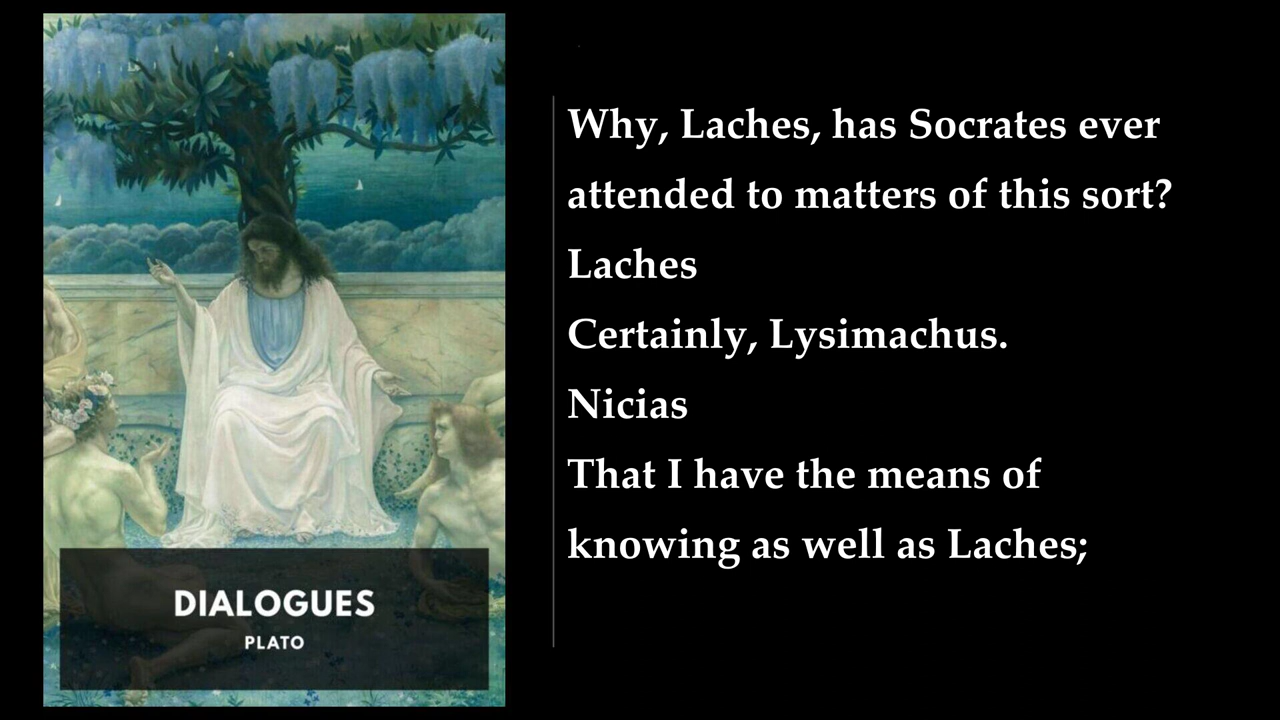 DIALOGUES
PLATO
Why, Laches, has Socrates ever
attended to matters of this sort?
Laches
Certainly, Lysimachus.
Nicias
That I have the means of
knowing as well as Laches;